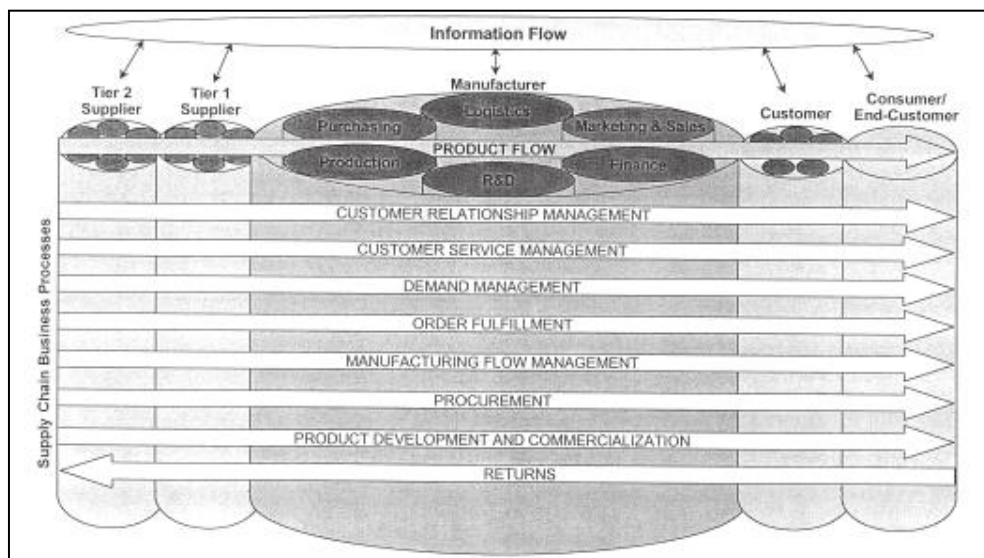 Information Flow
Tier 2
Supplier
Tier 1
Supplier
Manufacturer
Logistics
Purchasing
Marketing & Sales
Customer
Consumer/
End-Customer
PRODUCT FLOW
Production
R&D
Finance
Supply Chain Business Processes
CUSTOMER RELATIONSHIP MANAGEMENT
CUSTOMER SERVICE MANAGEMENT
DEMAND MANAGEMENT
ORDER FULFILLMENT
MANUFACTURING FLOW MANAGEMENT
PROCUREMENT
PRODUCT DEVELOPMENT AND COMMERCIALIZATION
RETURNS